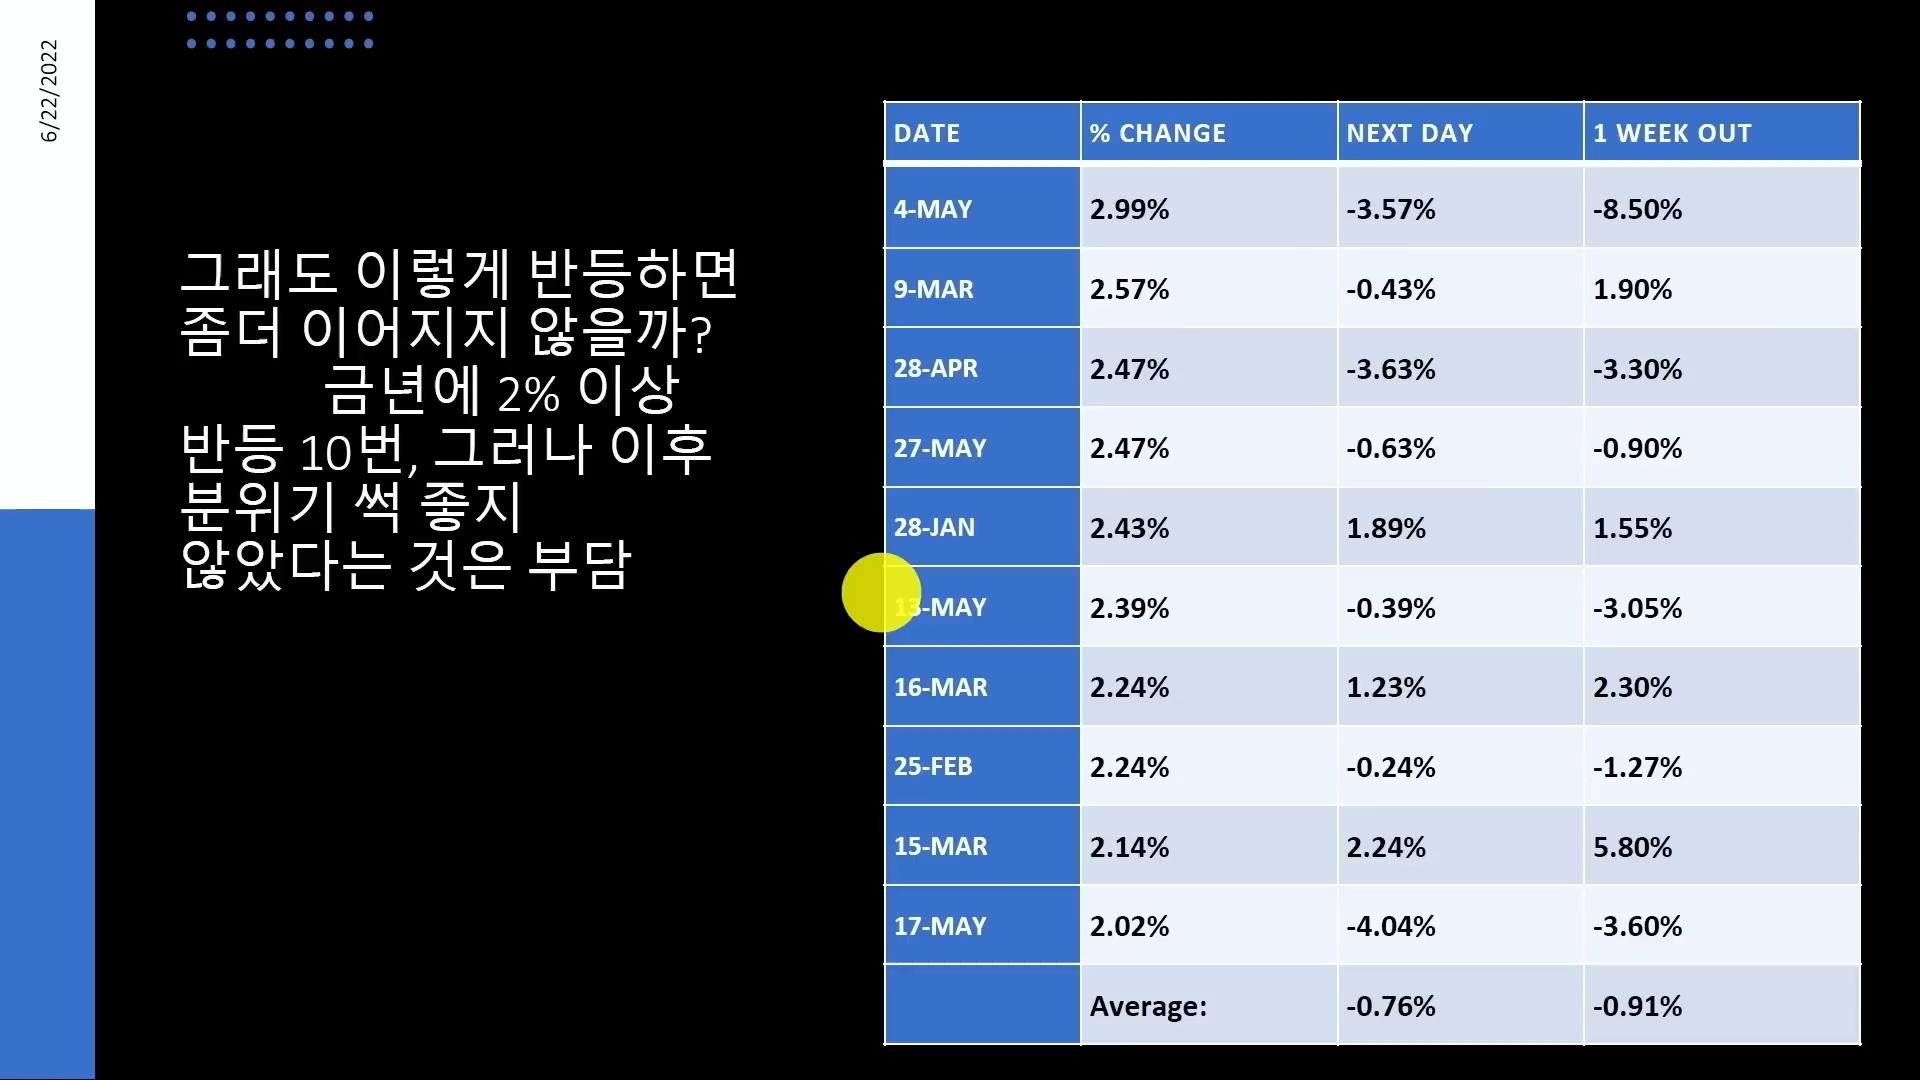 6/22/2022
그래도 이렇게 반등하면
좀더 이어지지 않을까?
금년에 2% 이상
반등 10번, 그러나 이후
분위기 썩 좋지
않았다는 것은 부담
DATE % CHANGE NEXT DAY 1 WEEK OUT
4-MAY 2.99% -3.57% -8.50%
9-MAR 2.57% -0.43% 1.90%
28-APR 2.47% -3.63% -3.30%
27-MAY 2.47% -0.63% -0.90%
28-JAN 2.43% 1.89% 1.55%
13-MAY 2.39% -0.39% -3.05%
16-MAR 2.24% 1.23% 2.30%
25-FEB 2.24% -0.24% -1.27%
15-MAR 2.14% 2.24% 5.80%
17-MAY 2.02% -4.04% -3.60%
Average: -0.76% -0.91%